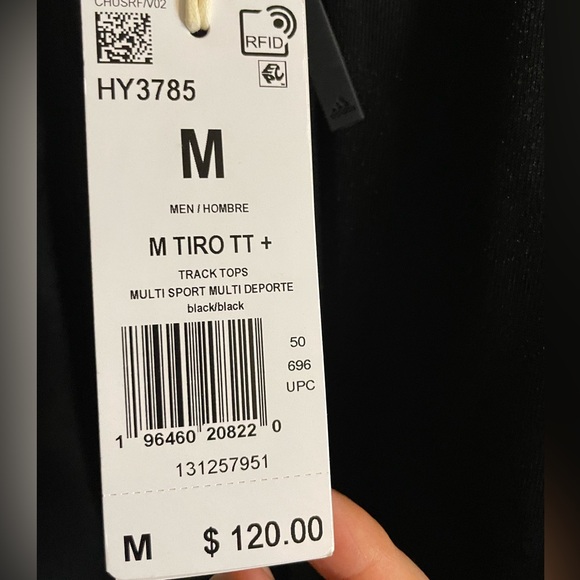 CHUSRF/V02
RFID
HY3785
M
MEN / HOMBRE
M TIRO TT +
TRACK TOPS
MULTI SPORT MULTI DEPORTE
black/black
50
696
UPC
1 96460 20822 0
131257951
M $ 120.00